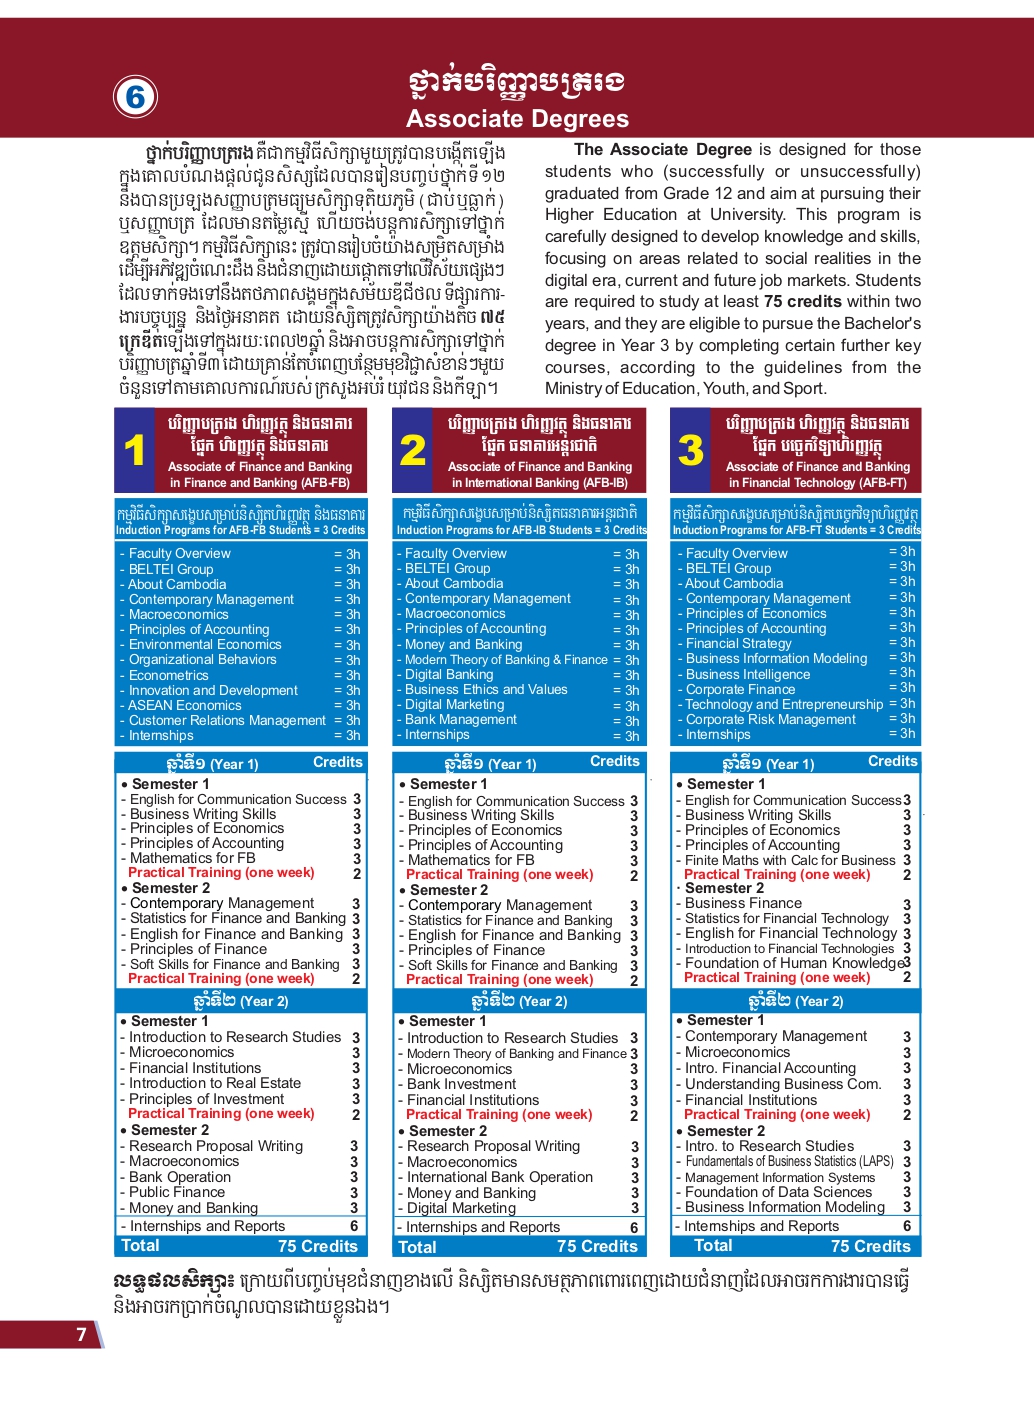 6
ថ្នាក់បរិញ្ញាបត្ររង
Associate Degrees
ថ្នាក់បរិញ្ញាបត្ររង គឺជាកម្មវិធីសិក្សាមួយត្រូវបានបង្កើតឡើង
ក្នុងគោលបំណងផ្តល់ជូនសិស្សដែលបានរៀនបញ្ចប់ថ្នាក់ទី ១២
និងបានប្រឡងសញ្ញាបត្រមធ្យមសិក្សាទុតិយភូមិ (ជាប់ឬធ្លាក់)
ឬសញ្ញាបត្រ ដែលមានតម្លៃស្មើ ហើយចង់បន្តការសិក្សាទៅថ្នាក់
ឧត្តមសិក្សា។ កម្មវិធីសិក្សានេះ ត្រូវបានរៀបចំយ៉ាងសម្រិតសម្រាំង
ដើម្បីអភិវឌ្ឍចំណេះដឹង និងជំនាញដោយផ្តោតទៅលើវិស័យផ្សេងៗ
ដែលទាក់ទងទៅនឹងតថភាពសង្គមក្នុងសម័យឌីជីថល ទីផ្សារការ-
ងារបច្ចុប្បន្ន និងថ្ងៃអនាគត ដោយនិស្សិតត្រូវសិក្សាយ៉ាងតិច ៧៥
ក្រេឌីតឡើងទៅក្នុងរយៈពេល២ឆ្នាំ និងអាចបន្តការសិក្សាទៅថ្នាក់
បរិញ្ញាបត្រឆ្នាំទី៣ ដោយគ្រាន់តែបំពេញបន្ថែមមុខវិជ្ជាសំខាន់ៗមួយ
ចំនួនទៅតាមគោលការណ៍របស់ ក្រសួងអប់រំ យុវជន និងកីឡា។
The Associate Degree is designed for those
students who (successfully or unsuccessfully)
graduated from Grade 12 and aim at pursuing their
Higher Education at University. This program is
carefully designed to develop knowledge and skills,
focusing on areas related to social realities in the
digital era, current and future job markets. Students
are required to study at least 75 credits within two
years, and they are eligible to pursue the Bachelor's
degree in Year 3 by completing certain further key
courses, according to the guidelines from the
Ministry of Education, Youth, and Sport.
1
បរិញ្ញាបត្ររង ហិរញ្ញវត្ថុ និងធនាគារ
ផ្នែក ហិរញ្ញវត្ថុ និងធនាគារ
Associate of Finance and Banking
in Finance and Banking (AFB-FB)
កម្មវិធីសិក្សាសង្ខេបសម្រាប់និស្សិតហិរញ្ញវត្ថុ និងធនាគារ
Induction Programs for AFB-FB Students = 3 Credits
- Faculty Overview = 3h
- BELTEI Group = 3h
- About Cambodia = 3h
- Contemporary Management = 3h
- Macroeconomics = 3h
- Principles of Accounting = 3h
- Environmental Economics = 3h
- Organizational Behaviors = 3h
- Econometrics = 3h
- Innovation and Development = 3h
- ASEAN Economics = 3h
- Customer Relations Management = 3h
- Internships = 3h
ឆ្នាំទី១ (Year 1) Credits
• Semester 1
- English for Communication Success 3
- Business Writing Skills 3
- Principles of Economics 3
- Principles of Accounting 3
- Mathematics for FB 3
Practical Training (one week) 2
• Semester 2
- Contemporary Management 3
- Statistics for Finance and Banking 3
- English for Finance and Banking 3
- Principles of Finance 3
- Soft Skills for Finance and Banking 3
Practical Training (one week) 2
ឆ្នាំទី២ (Year 2)
• Semester 1
- Introduction to Research Studies 3
- Microeconomics 3
- Financial Institutions 3
- Introduction to Real Estate 3
- Principles of Investment 3
Practical Training (one week) 2
• Semester 2
- Research Proposal Writing 3
- Macroeconomics 3
- Bank Operation 3
- Public Finance 3
- Money and Banking 3
- Internships and Reports 6
Total 75 Credits
2
បរិញ្ញាបត្ររង ហិរញ្ញវត្ថុ និងធនាគារ
ផ្នែក ធនាគារអន្តរជាតិ
Associate of Finance and Banking
in International Banking (AFB-IB)
កម្មវិធីសិក្សាសង្ខេបសម្រាប់និស្សិតធនាគារអន្តរជាតិ
Induction Programs for AFB-IB Students = 3 Credits
- Faculty Overview = 3h
- BELTEI Group = 3h
- About Cambodia = 3h
- Contemporary Management = 3h
- Macroeconomics = 3h
- Principles of Accounting = 3h
- Money and Banking = 3h
- Modern Theory of Banking & Finance = 3h
- Digital Banking = 3h
- Business Ethics and Values = 3h
- Digital Marketing = 3h
- Bank Management = 3h
- Internships = 3h
ឆ្នាំទី១ (Year 1) Credits
• Semester 1
- English for Communication Success 3
- Business Writing Skills 3
- Principles of Economics 3
- Principles of Accounting 3
- Mathematics for FB 3
Practical Training (one week) 2
• Semester 2
- Contemporary Management 3
- Statistics for Finance and Banking 3
- English for Finance and Banking 3
- Principles of Finance 3
- Soft Skills for Finance and Banking 3
Practical Training (one week) 2
ឆ្នាំទី២ (Year 2)
• Semester 1
- Introduction to Research Studies 3
- Modern Theory of Banking and Finance 3
- Microeconomics 3
- Bank Investment 3
- Financial Institutions 3
Practical Training (one week) 2
• Semester 2
- Research Proposal Writing 3
- Macroeconomics 3
- International Bank Operation 3
- Money and Banking 3
- Digital Marketing 3
- Internships and Reports 6
Total 75 Credits
3
បរិញ្ញាបត្ររង ហិរញ្ញវត្ថុ និងធនាគារ
ផ្នែក បច្ចេកវិទ្យាហិរញ្ញវត្ថុ
Associate of Finance and Banking
in Financial Technology (AFB-FT)
កម្មវិធីសិក្សាសង្ខេបសម្រាប់និស្សិតបច្ចេកវិទ្យាហិរញ្ញវត្ថុ
Induction Programs for AFB-FT Students = 3 Credits
- Faculty Overview = 3h
- BELTEI Group = 3h
- About Cambodia = 3h
- Contemporary Management = 3h
- Principles of Economics = 3h
- Principles of Accounting = 3h
- Financial Strategy = 3h
- Business Information Modeling = 3h
- Business Intelligence = 3h
- Corporate Finance = 3h
- Technology and Entrepreneurship = 3h
- Corporate Risk Management = 3h
- Internships = 3h
ឆ្នាំទី១ (Year 1) Credits
• Semester 1
- English for Communication Success 3
- Business Writing Skills 3
- Principles of Economics 3
- Principles of Accounting 3
- Finite Maths with Calc for Business 3
Practical Training (one week) 2
· Semester 2
- Business Finance 3
- Statistics for Financial Technology 3
- English for Financial Technology 3
- Introduction to Financial Technologies 3
- Foundation of Human Knowledge 3
Practical Training (one week) 2
ឆ្នាំទី២ (Year 2)
• Semester 1
- Contemporary Management 3
- Microeconomics 3
- Intro. Financial Accounting 3
- Understanding Business Com. 3
- Financial Institutions 3
Practical Training (one week) 2
• Semester 2
- Intro. to Research Studies 3
- Fundamentals of Business Statistics (LAPS) 3
- Management Information Systems 3
- Foundation of Data Sciences 3
- Business Information Modeling 3
- Internships and Reports 6
Total 75 Credits
លទ្ធផលសិក្សា៖ ក្រោយពីបញ្ចប់មុខជំនាញខាងលើ និស្សិតមានសមត្ថភាពពោរពេញដោយជំនាញដែលអាចរកការងារបានធ្វើ
និងអាចរកប្រាក់ចំណូលបានដោយខ្លួនឯង។
7